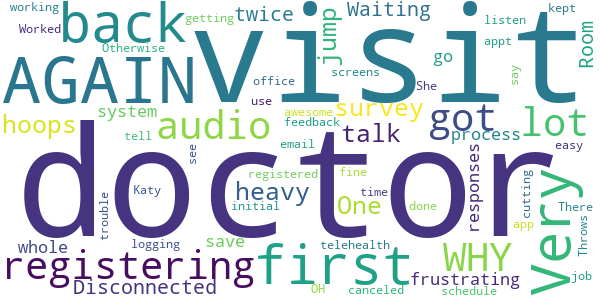 working
getting
kept
back
twice
Waiting
listen
Worked
jump
appt
Room
Otherwise
visit
go
AGAIN
office
screens
She
say
system
use
awesome
survey
got
lot
hoops
audio
feedback
process
tell
talk
easy
email
doctor
see
registered
fine
Very
Katy
heavy
time
responses
cutting
trouble
initial
One
done
There
app
Throws
whole
logging
save
telehealth
WHY
registering
first
frustrating
job
Disconnected
OH
canceled
schedule